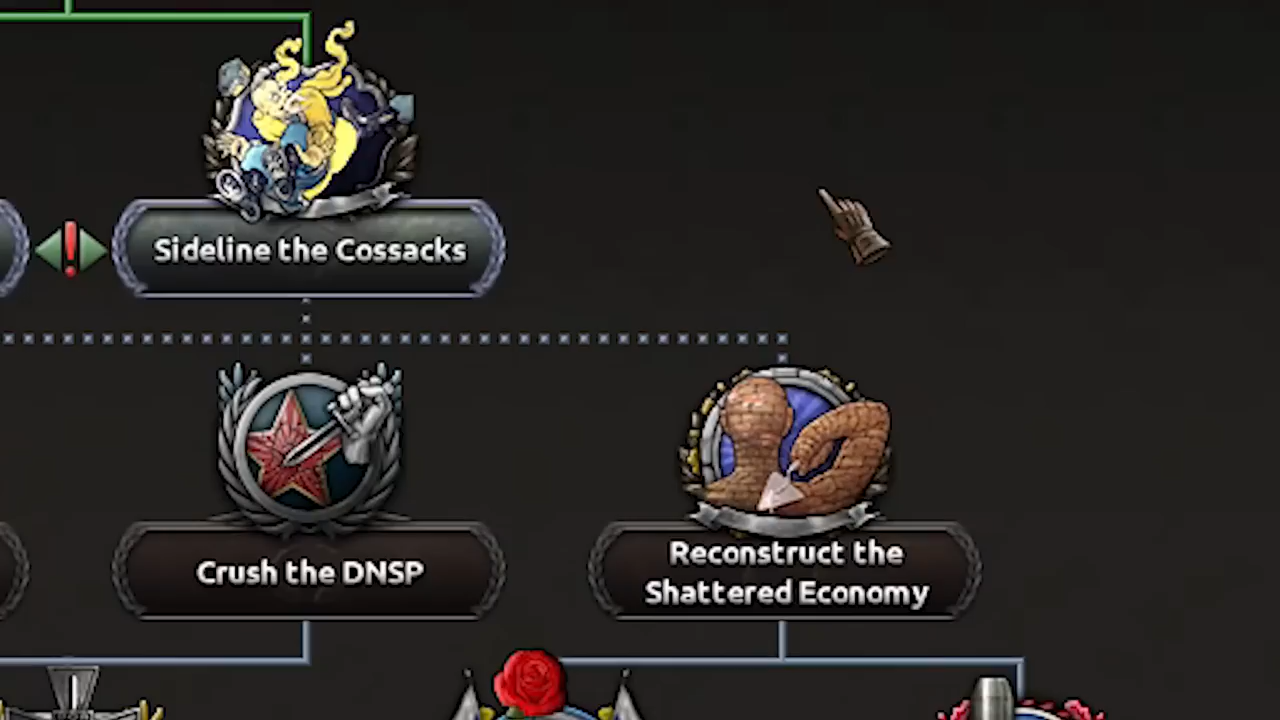 Sideline the Cossacks
Crush the DNSP
Reconstruct the
Shattered Economy